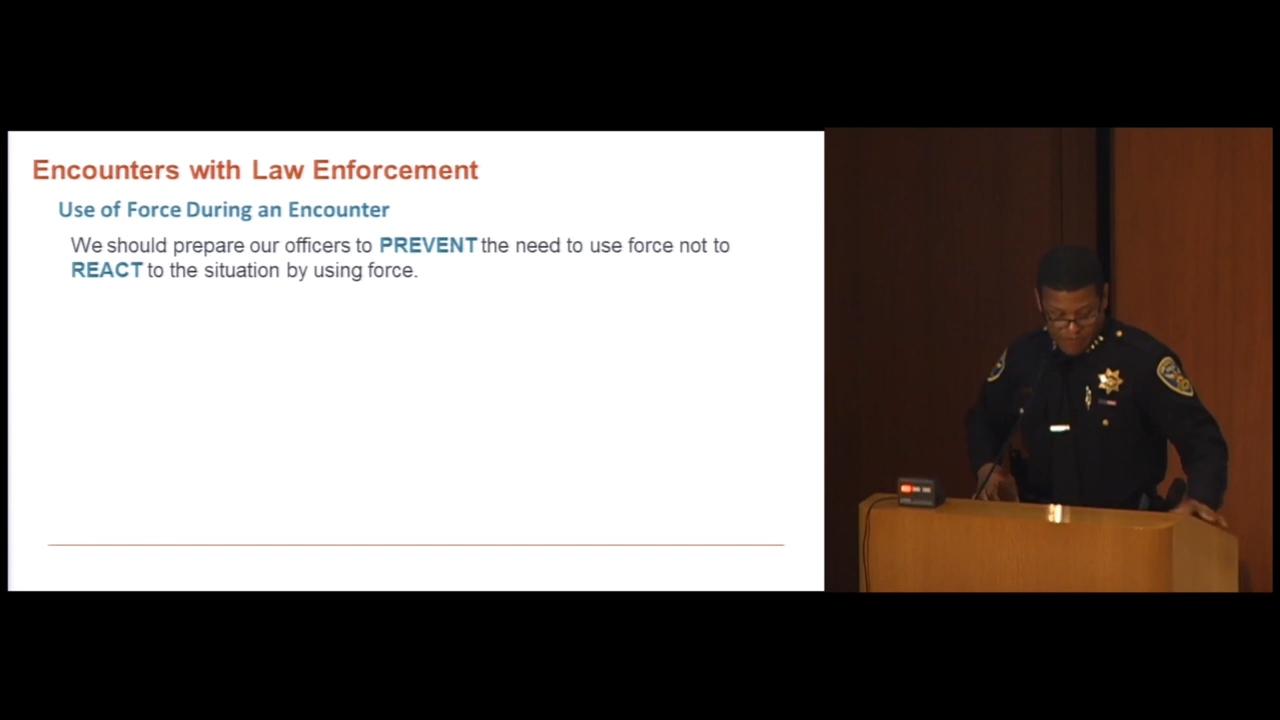 Encounters with Law Enforcement
Use of Force During an Encounter
We should prepare our officers to PREVENT the need to use force not to
REACT to the situation by using force.